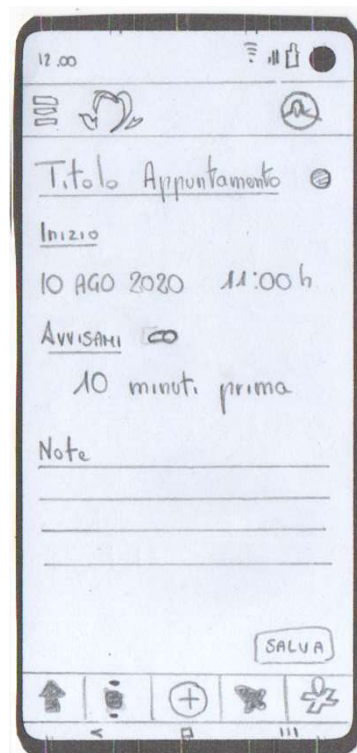 12.00
Titolo Appuntamento
Inizio
10 AGO 2020 11:00 h
AVVISAMI
10 minuti prima
Note
SALVA